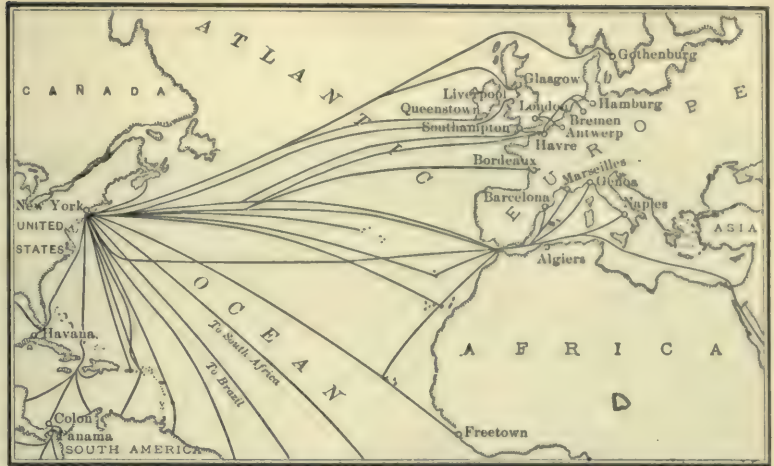 ATLANTIC
OCEAN
CANADA
Gothenburg
Glasgow
Liverpool
Queenstown
London
Hamburg
Bremen
Southampton
Antwerp
Havre
EUROPE
Bordeaux
Marseilles
Genoa
Barcelona
Naples
New York
UNITED
STATES
ASIA
Algiers
Havana
To South Africa
To Brazil
AFRICA
Colon
Panama
SOUTH AMERICA
Freetown
D